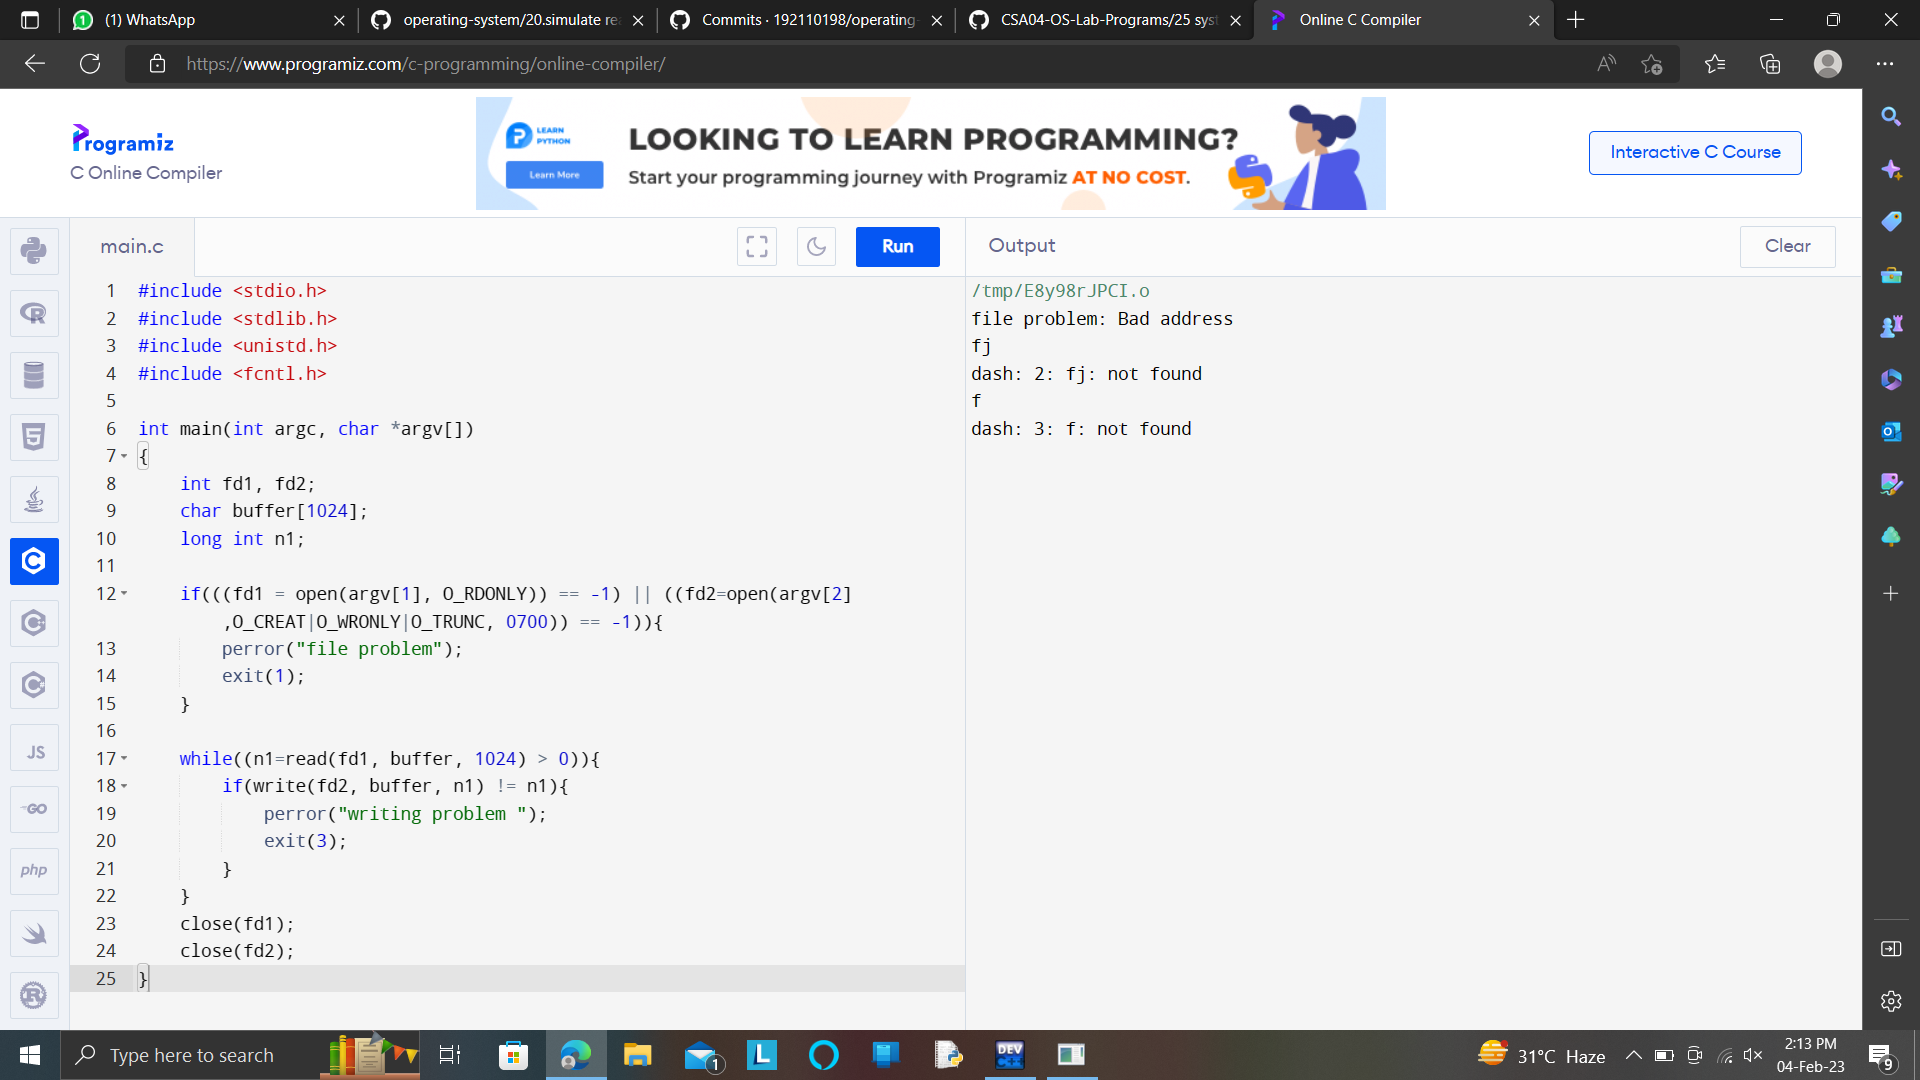 (1) WhatsApp
operating-system/20.simulate re
Commits · 192110198/operating-
CSA04-OS-Lab-Programs/25 syst
Online C Compiler
https://www.programiz.com/c-programming/online-compiler/
Programiz
C Online Compiler
LEARN PYTHON
Learn More
LOOKING TO LEARN PROGRAMMING?
Start your programming journey with Programiz AT NO COST.
Interactive C Course
main.c
Run
Output
Clear
1 #include <stdio.h>
2 #include <stdlib.h>
3 #include <unistd.h>
4 #include <fcntl.h>
5
6 int main(int argc, char *argv[])
7 {
8 int fd1, fd2;
9 char buffer[1024];
10 long int n1;
11
12 if(((fd1 = open(argv[1], O_RDONLY)) == -1) || ((fd2=open(argv[2]
,O_CREAT|O_WRONLY|O_TRUNC, 0700)) == -1)){
13 perror("file problem");
14 exit(1);
15 }
16
17 while((n1=read(fd1, buffer, 1024) > 0)){
18 if(write(fd2, buffer, n1) != n1){
19 perror("writing problem ");
20 exit(3);
21 }
22 }
23 close(fd1);
24 close(fd2);
25 }
/tmp/E8y98rJPCI.o
file problem: Bad address
fj
dash: 2: fj: not found
f
dash: 3: f: not found
JS
GO
php
Type here to search
1
L
DEV C++
31°C Haze
2:13 PM
04-Feb-23
9